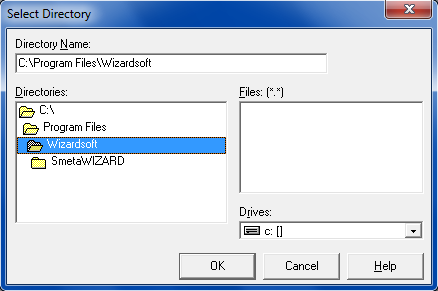 Select Directory
Directory Name:
C:\Program Files\Wizardsoft
Directories:
C:\
Program Files
Wizardsoft
SmetaWIZARD
Files: (*.*)
Drives:
c: []
OK
Cancel
Help